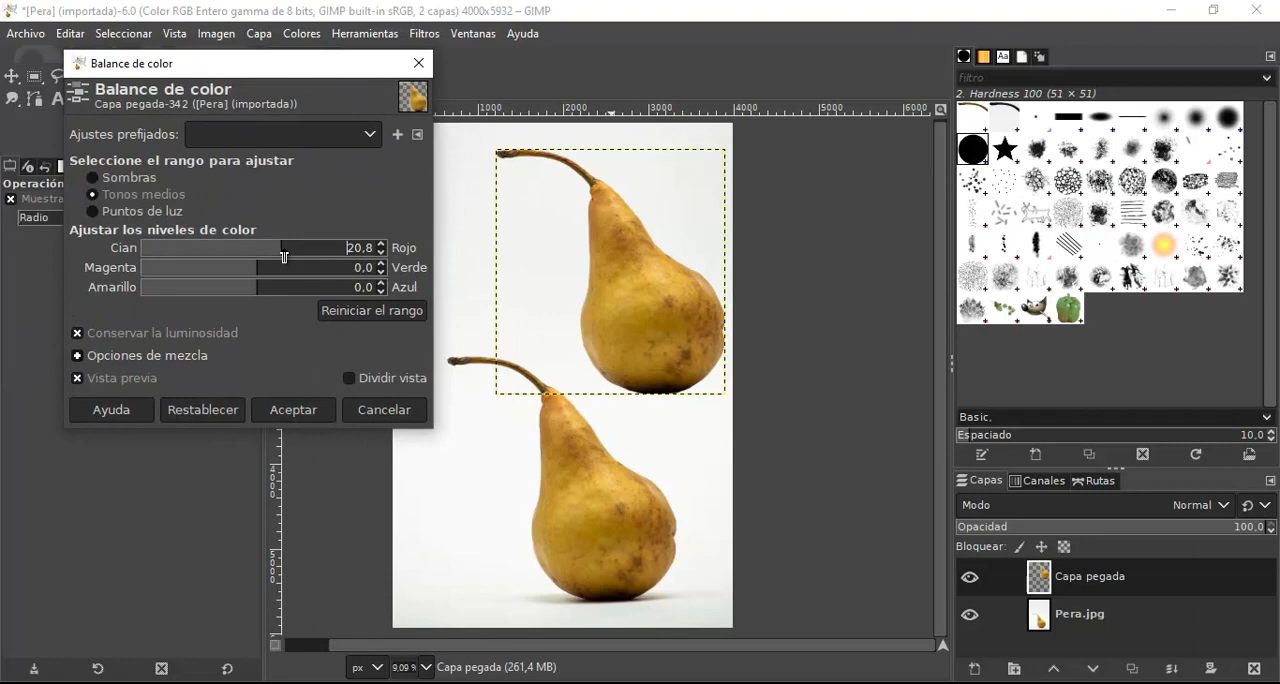 *[Pera] (importada)-6.0 (Color RGB Entero gamma de 8 bits, GIMP built-in sRGB, 2 capas) 4000x5932 – GIMP
Archivo Editar Seleccionar Vista Imagen Capa Colores Herramientas Filtros Ventanas Ayuda
Balance de color
Balance de color
Capa pegada-342 ([Pera] (importada))
Ajustes prefijados:
Seleccione el rango para ajustar
Sombras
Tonos medios
Puntos de luz
Ajustar los niveles de color
Cian 20,8 Rojo
Magenta 0,0 Verde
Amarillo 0,0 Azul
Reiniciar el rango
Conservar la luminosidad
Opciones de mezcla
Vista previa Dividir vista
Ayuda Restablecer Aceptar Cancelar
Operación
Muestra
Radio
1000 2000 3000 4000 5000 6000
4000
5000
px 9,09 % Capa pegada (261,4 MB)
filtro
2. Hardness 100 (51 × 51)
Basic,
Espaciado 10,0
Capas Canales Rutas
Modo Normal
Opacidad 100,0
Bloquear:
Capa pegada
Pera.jpg